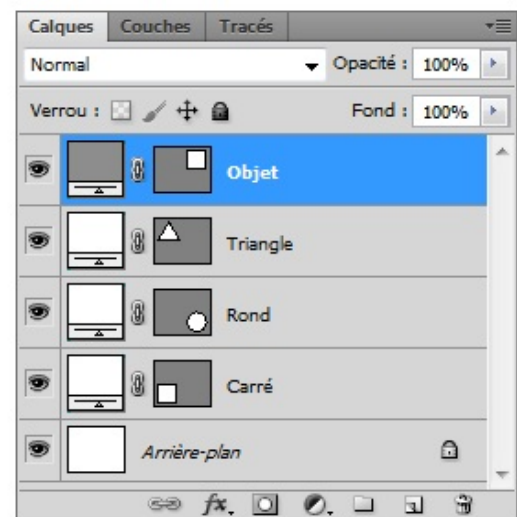 Calques Couches Tracés
Normal Opacité : 100%
Verrou : Fond : 100%
Objet
Triangle
Rond
Carré
Arrière-plan
fx.